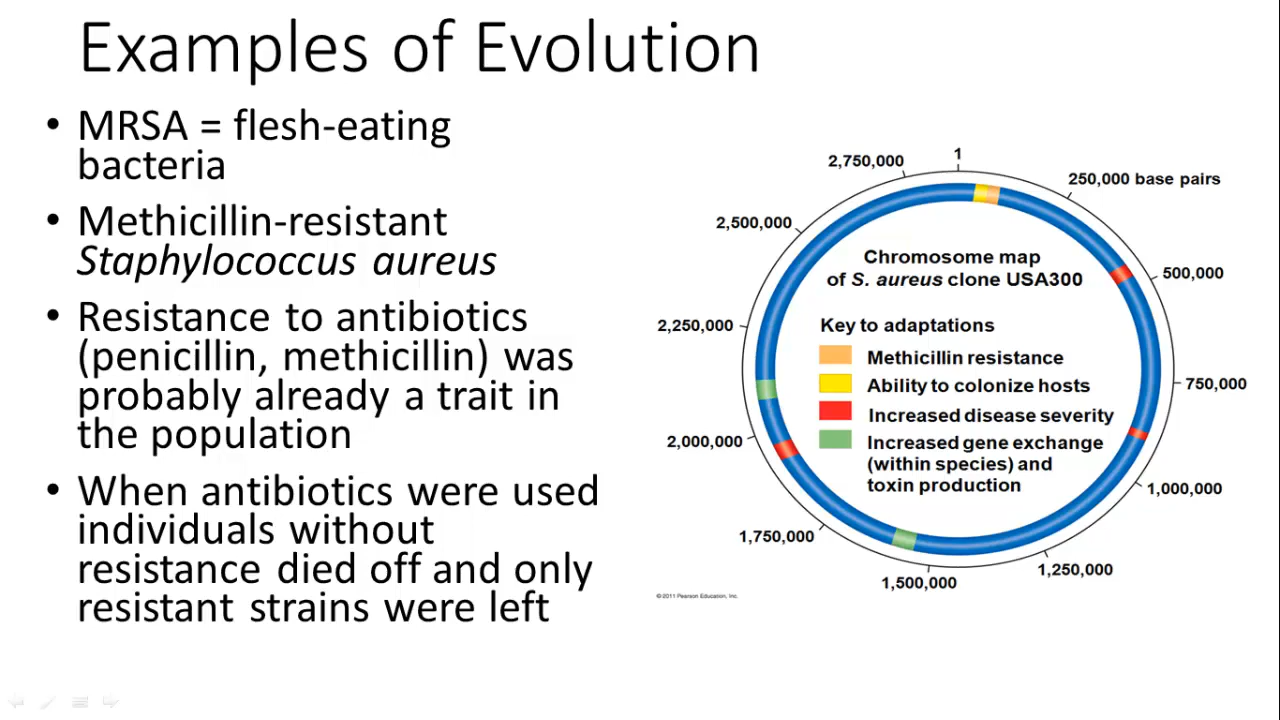 Examples of Evolution
• MRSA = flesh-eating
bacteria
• Methicillin-resistant
Staphylococcus aureus
• Resistance to antibiotics
(penicillin, methicillin) was
probably already a trait in
the population
• When antibiotics were used
individuals without
resistance died off and only
resistant strains were left
1
250,000 base pairs
500,000
750,000
1,000,000
1,250,000
1,500,000
1,750,000
2,000,000
2,250,000
2,500,000
2,750,000
Chromosome map
of S. aureus clone USA300
Key to adaptations
Methicillin resistance
Ability to colonize hosts
Increased disease severity
Increased gene exchange
(within species) and
toxin production
© 2011 Pearson Education, Inc.